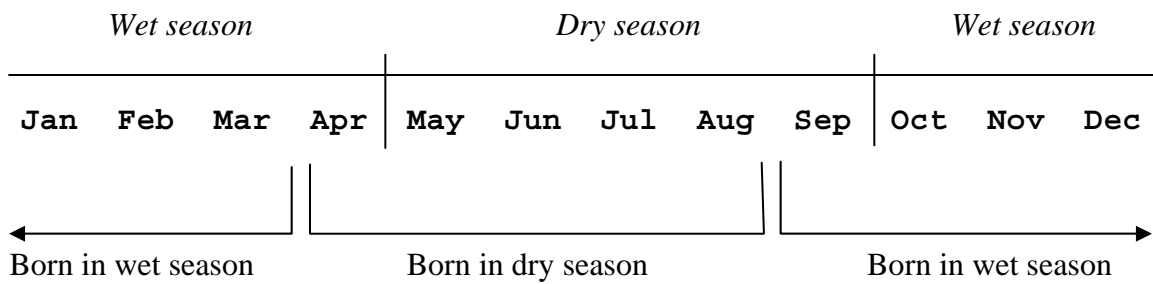 Wet season Dry season Wet season
Jan Feb Mar Apr May Jun Jul Aug Sep Oct Nov Dec
Born in wet season Born in dry season Born in wet season